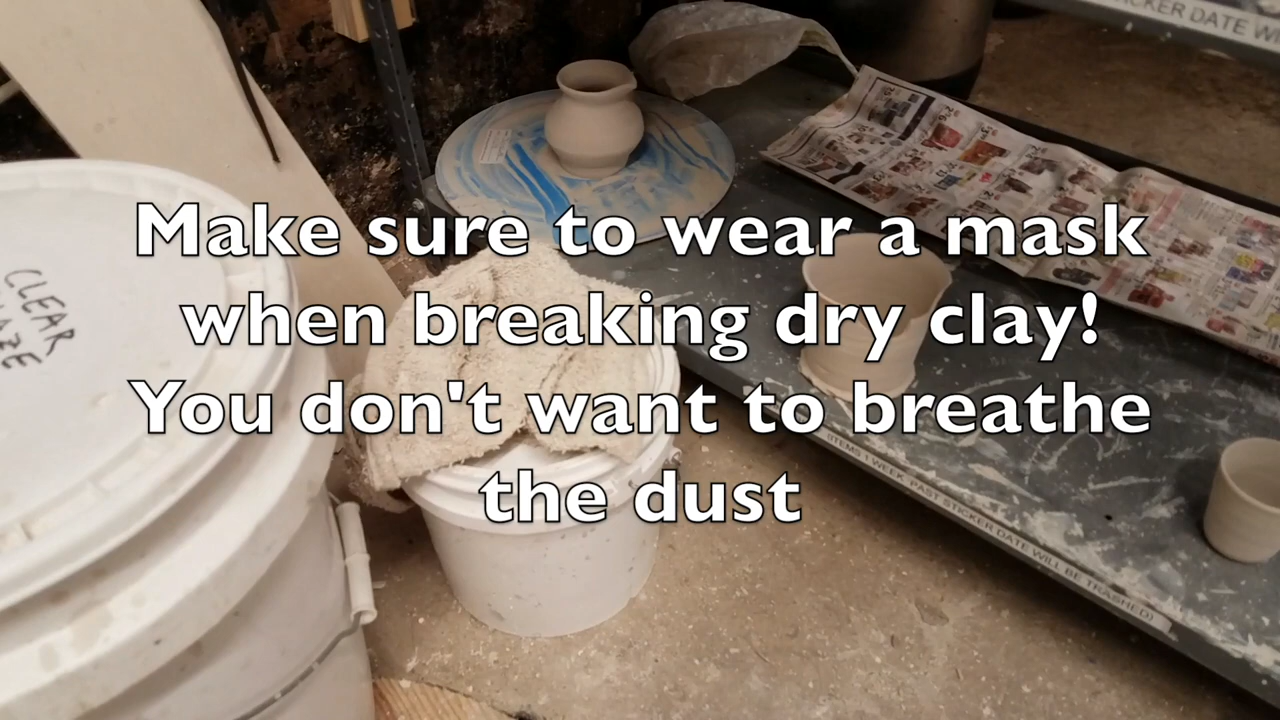 STICKER DATE WI
Make sure to wear a mask
when breaking dry clay!
You don't want to breathe
the dust
CLEAR
ITEMS 1 WEEK PAST STICKER DATE WILL BE TRASHED)